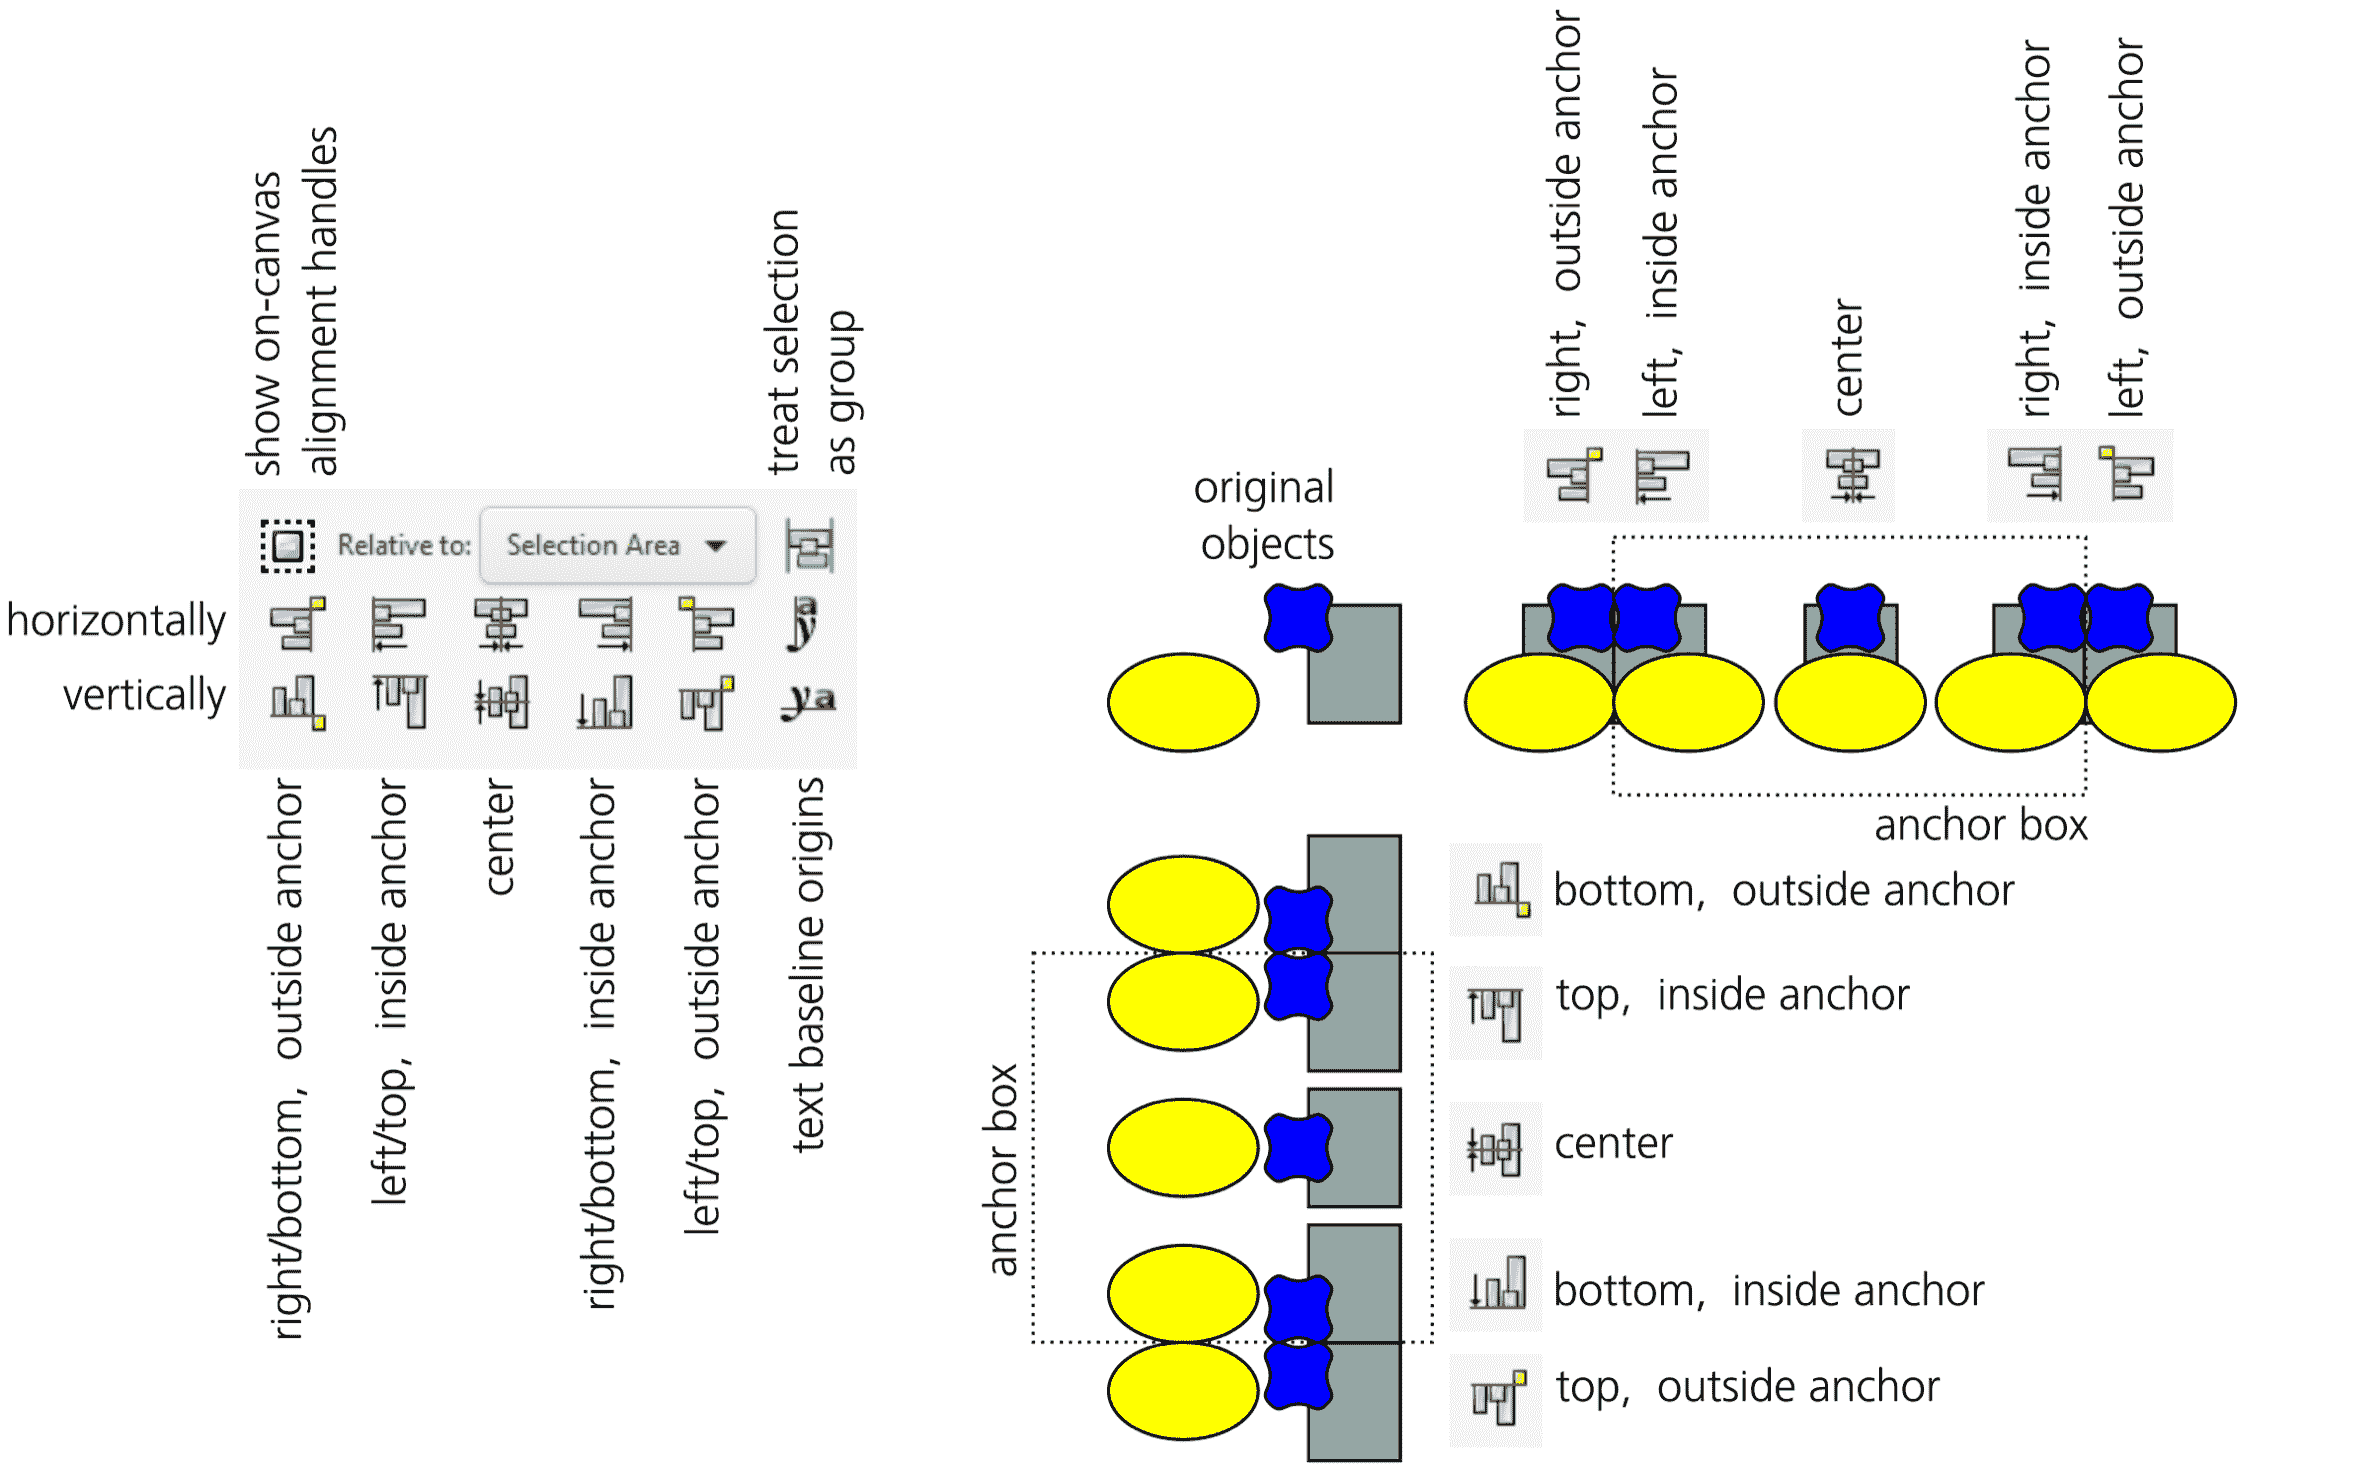 show on-canvas
alignment handles
treat selection
as group
Relative to: Selection Area
horizontally
vertically
right/bottom, outside anchor
left/top, inside anchor
center
right/bottom, inside anchor
left/top, outside anchor
text baseline origins
original
objects
right, outside anchor
left, inside anchor
center
right, inside anchor
left, outside anchor
anchor box
anchor box
bottom, outside anchor
top, inside anchor
center
bottom, inside anchor
top, outside anchor